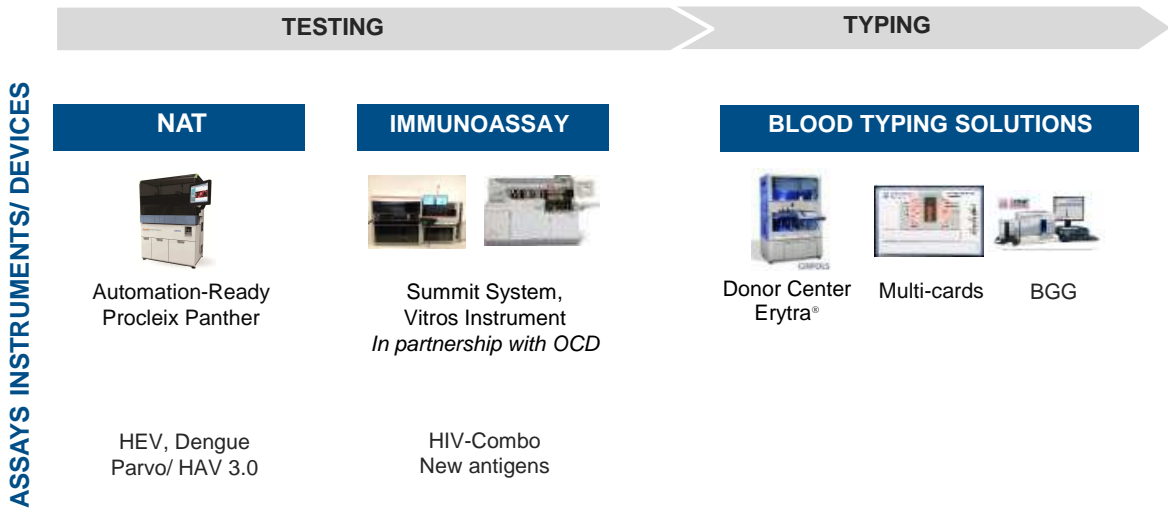 TESTING
TYPING
ASSAYS INSTRUMENTS/ DEVICES
NAT
IMMUNOASSAY
BLOOD TYPING SOLUTIONS
GRIFOLS
Automation-Ready
Procleix Panther
Summit System,
Vitros Instrument
In partnership with OCD
Donor Center
Erytra®
Multi-cards
BGG
HEV, Dengue
Parvo/ HAV 3.0
HIV-Combo
New antigens